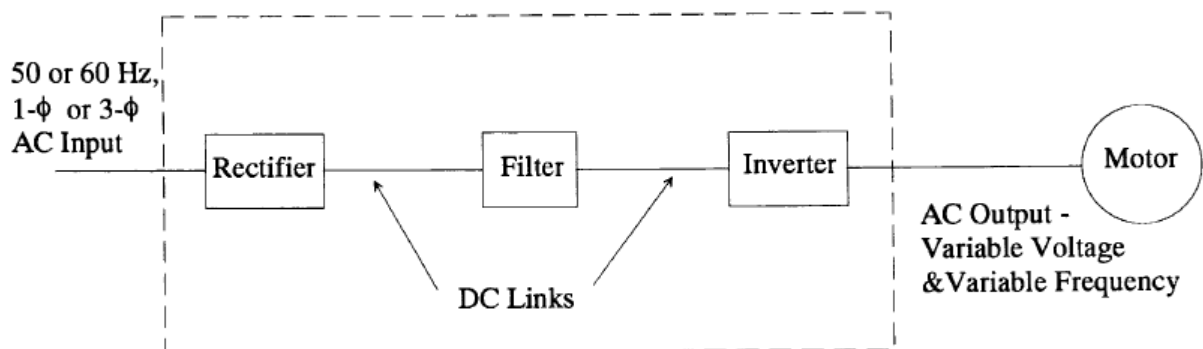 50 or 60 Hz,
1-ϕ or 3-ϕ
AC Input
Rectifier
Filter
Inverter
Motor
DC Links
AC Output -
Variable Voltage
&Variable Frequency